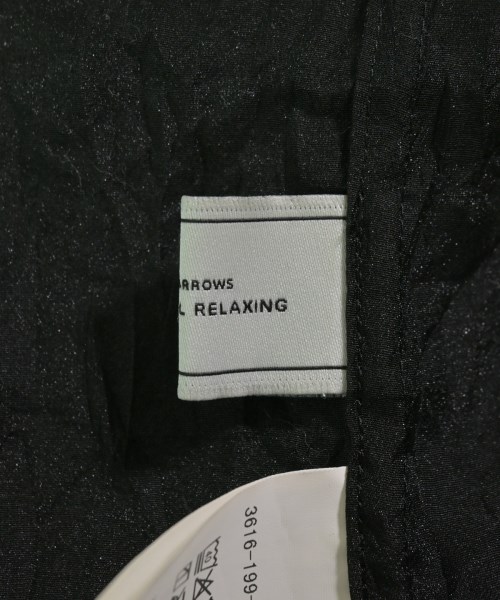 ARROWS
L RELAXING
3616-199-